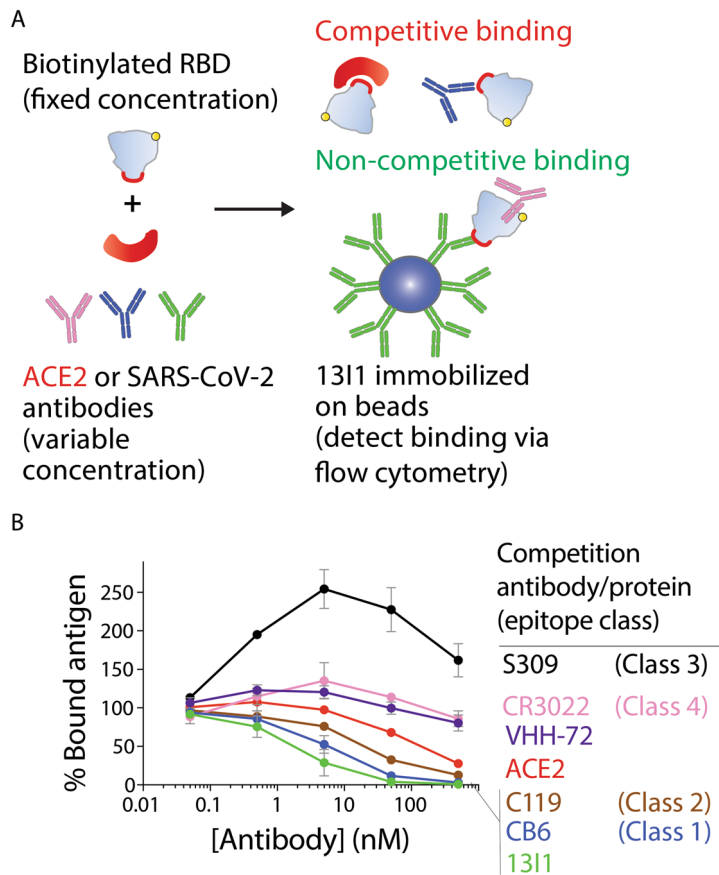 A
Biotinylated RBD
(fixed concentration)
+
ACE2 or SARS-CoV-2
antibodies
(variable
concentration)
Competitive binding
Non-competitive binding
13I1 immobilized
on beads
(detect binding via
flow cytometry)
B
% Bound antigen
250
200
150
100
50
0
0.01
0.1
1
10
100
[Antibody] (nM)
Competition
antibody/protein
(epitope class)
S309 (Class 3)
CR3022 (Class 4)
VHH-72
ACE2
C119 (Class 2)
CB6 (Class 1)
13I1